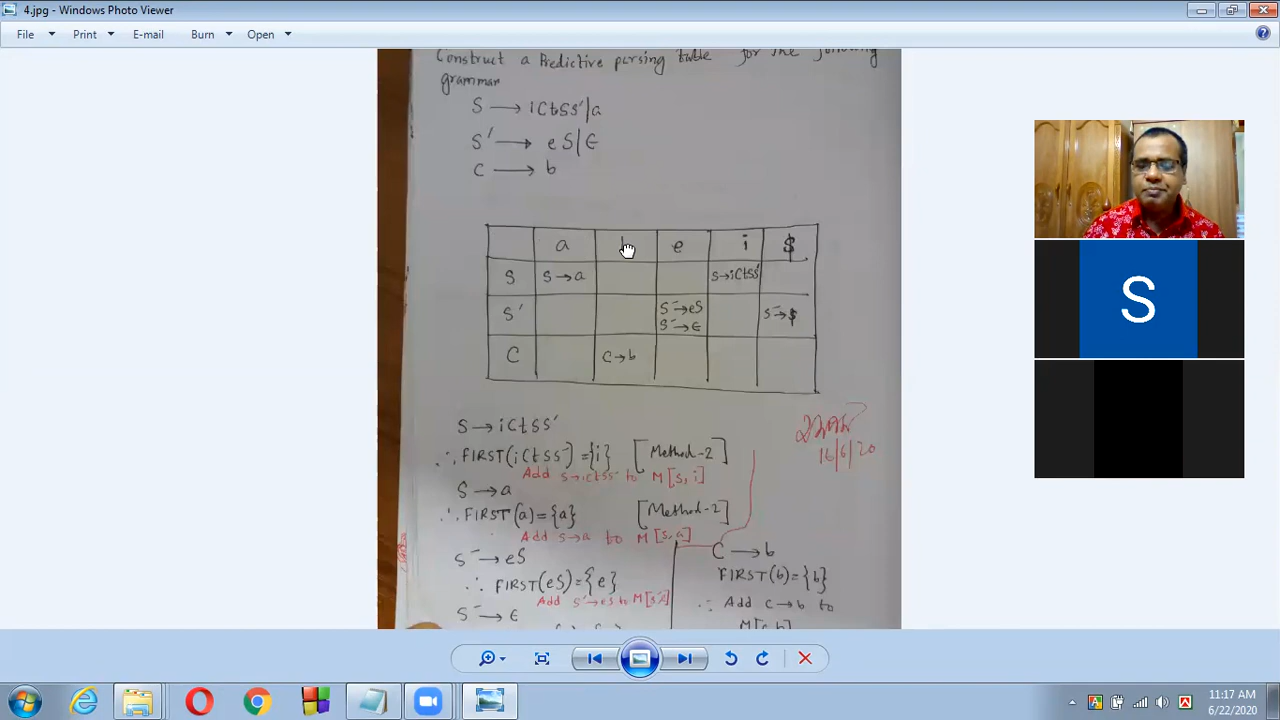 4.jpg - Windows Photo Viewer
File Print E-mail Burn Open
Construct a Predictive parsing table for the following
grammar
S → iCtSS'|a
S' → eS|ϵ
C → b
a e i $
S S→a S→iCtSS'
S' S'→eS
S'→ϵ S'→$
C C→b
S → iCtSS'
∴ FIRST(iCtSS') = {i} [Method-2]
Add S→iCtSS' to M[S, i]
S → a
∴ FIRST(a) = {a} [Method-2]
Add S→a to M[S, a]
S' → eS
∴ FIRST(eS) = {e}
Add S'→eS to M[S', e]
S' → ϵ
C → b
FIRST(b) = {b}
∴ Add C→b to
M[C, b]
16/6/20
S
11:17 AM
6/22/2020